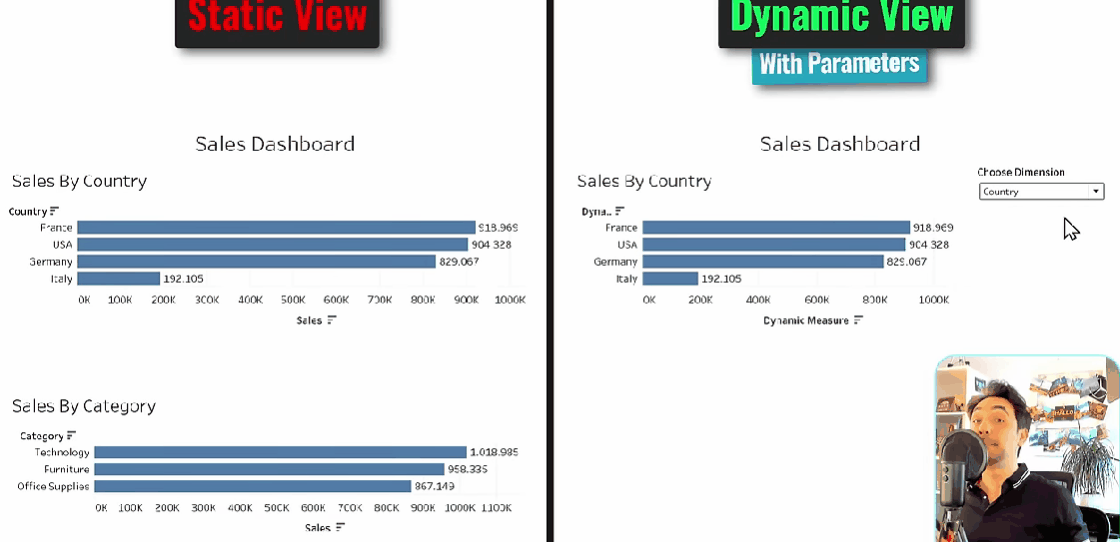 Static View
Sales Dashboard
Sales By Country
Country
France 918.969
USA 904 328
Germany 829.067
Italy 192.105
0K 100K 200K 300K 400K 500K 600K 700K 800K 900K 1000K
Sales
Sales By Category
Category
Technology 1.018.985
Furniture 958.335
Office Supplies 867.149
0K 100K 200K 300K 400K 500K 600K 700K 800K 900K 1000K 1100K
Sales
Dynamic View
With Parameters
Sales Dashboard
Sales By Country
Choose Dimension
Country
Dyna..
France 918.969
USA 904 328
Germany 829.067
Italy 192.105
0K 200K 400K 600K 800K 1000K
Dynamic Measure